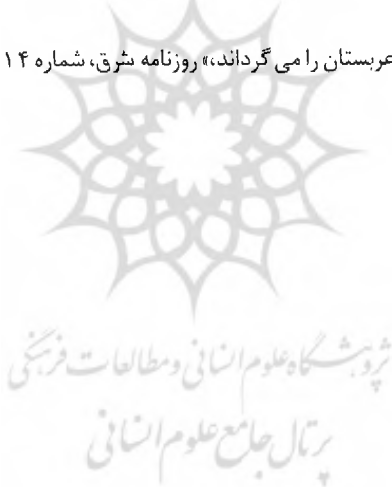 عربستان را می گرداند،» روزنامه شرق، شماره ۱۴
پژوهشگاه علوم انسانی و مطالعات فرهنگی
پرتال جامع علوم انسانی